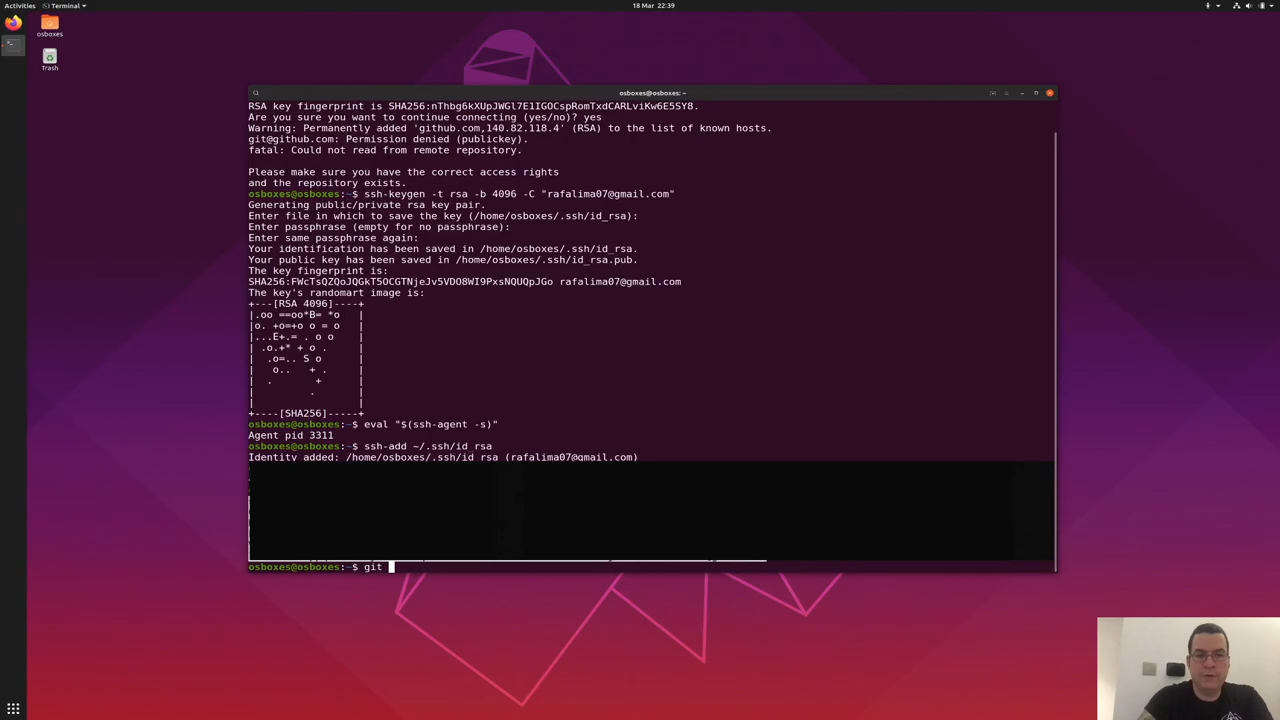 Activities
Terminal
18 Mar 22:39
osboxes
Trash
osboxes@osboxes: ~
RSA key fingerprint is SHA256:nThbg6kXUpJWGl7E1IGOCspRomTxdCARLviKw6E5SY8.
Are you sure you want to continue connecting (yes/no)? yes
Warning: Permanently added 'github.com,140.82.118.4' (RSA) to the list of known hosts.
git@github.com: Permission denied (publickey).
fatal: Could not read from remote repository.
Please make sure you have the correct access rights
and the repository exists.
osboxes@osboxes:~$ ssh-keygen -t rsa -b 4096 -C "rafalima07@gmail.com"
Generating public/private rsa key pair.
Enter file in which to save the key (/home/osboxes/.ssh/id_rsa):
Enter passphrase (empty for no passphrase):
Enter same passphrase again:
Your identification has been saved in /home/osboxes/.ssh/id_rsa.
Your public key has been saved in /home/osboxes/.ssh/id_rsa.pub.
The key fingerprint is:
SHA256:FWcTsQZQoJQGkT5OCGTNjeJv5VDO8WI9PxsNQUQpJGo rafalima07@gmail.com
The key's randomart image is:
+---[RSA 4096]----+
|.oo ==oo*B= *o   |
|o. +o=+o o = o   |
|...E+.= . o o    |
| .o.+* + o .     |
|  .o=.. S o      |
|   o..   + .     |
|  .       +      |
|         .       |
|                 |
+----[SHA256]-----+
osboxes@osboxes:~$ eval "$(ssh-agent -s)"
Agent pid 3311
osboxes@osboxes:~$ ssh-add ~/.ssh/id_rsa
Identity added: /home/osboxes/.ssh/id_rsa (rafalima07@gmail.com)
osboxes@osboxes:~$ git